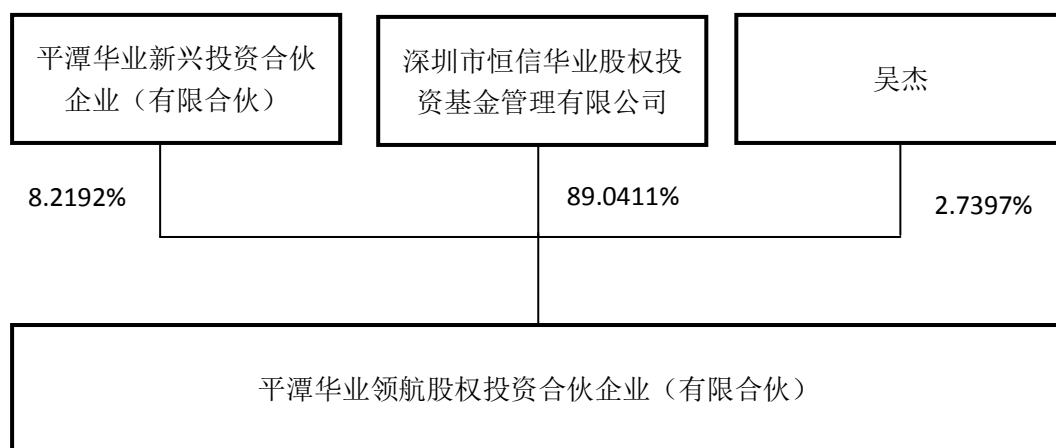 平潭华业新兴投资合伙
企业（有限合伙）
深圳市恒信华业股权投
资基金管理有限公司
吴杰
8.2192%
89.0411%
2.7397%
平潭华业领航股权投资合伙企业（有限合伙）